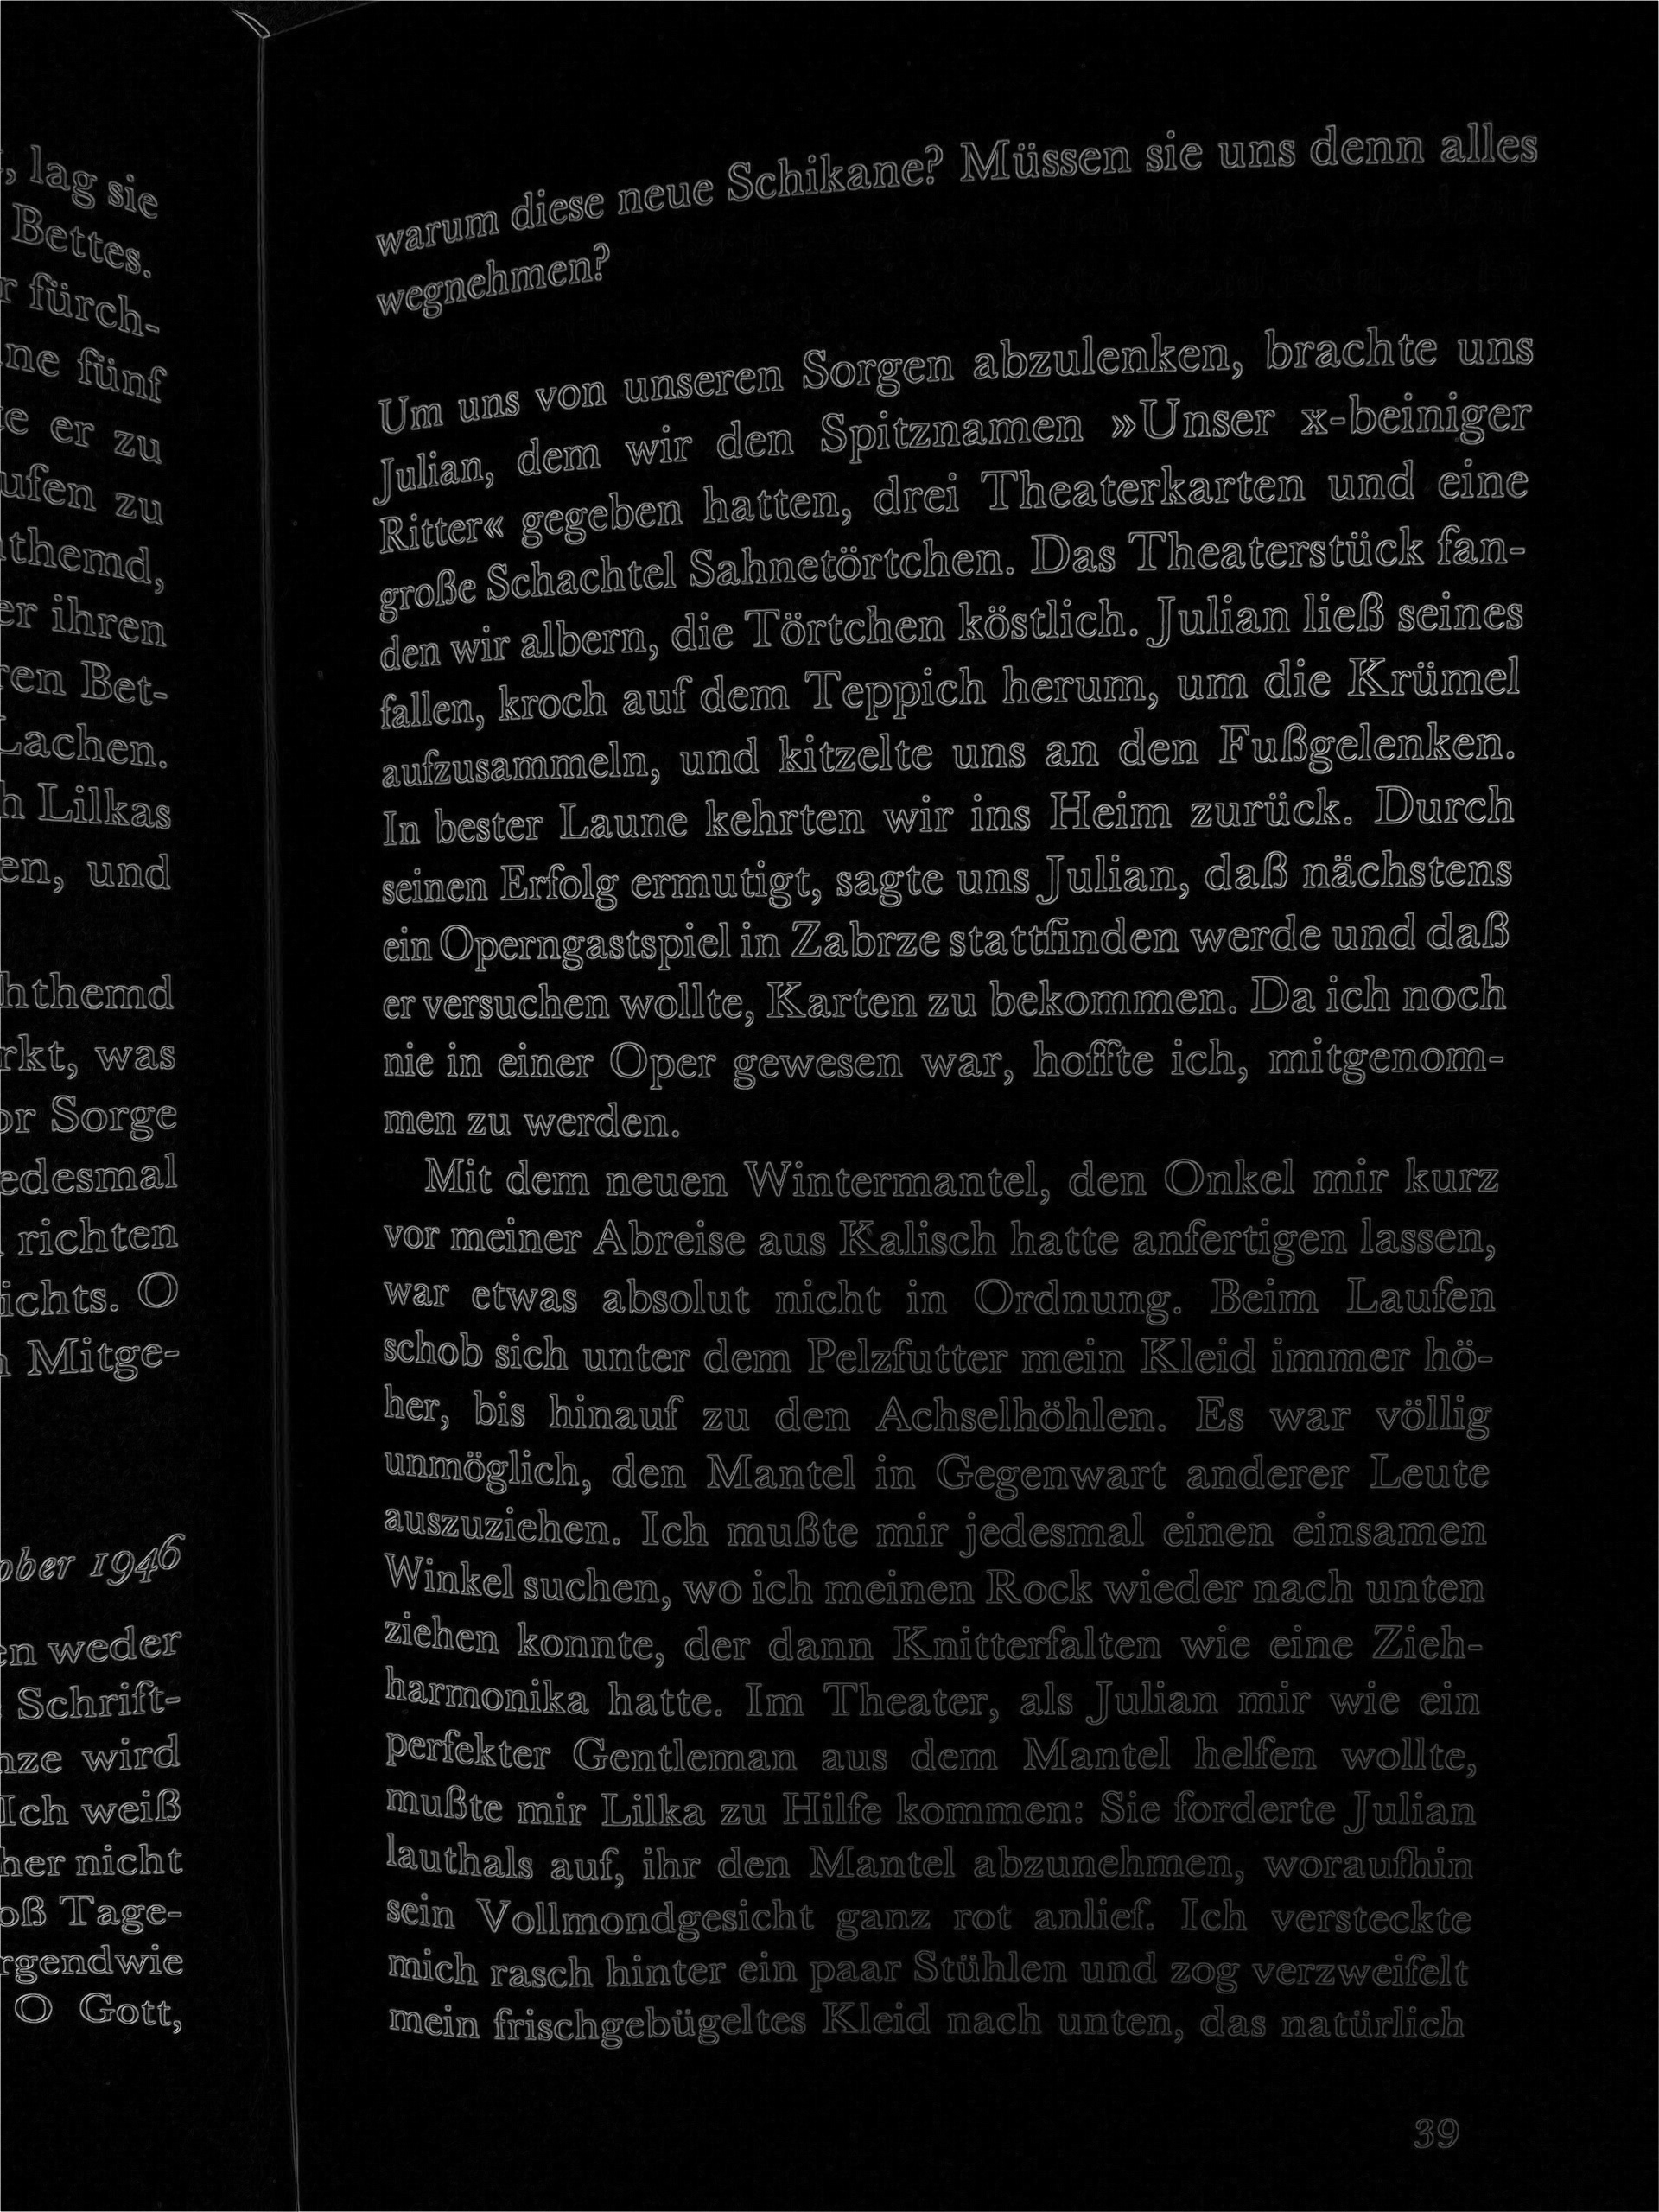 , lag sie
Bettes.
r fürch-
ne fünf
te er zu
ufen zu
themd,
er ihren
ren Bet-
Lachen.
h Lilkas
en, und
hthemd
rkt, was
or Sorge
edesmal
richten
ichts. O
Mitge-
ober 1946
en weder
Schrift-
nze wird
Ich weiß
her nicht
oß Tage-
rgendwie
O Gott,
warum diese neue Schikane? Müssen sie uns denn alles
wegnehmen?
Um uns von unseren Sorgen abzulenken, brachte uns
Julian, dem wir den Spitznamen »Unser x-beiniger
Ritter« gegeben hatten, drei Theaterkarten und eine
große Schachtel Sahnetörtchen. Das Theaterstück fan-
den wir albern, die Törtchen köstlich. Julian ließ seines
fallen, kroch auf dem Teppich herum, um die Krümel
aufzusammeln, und kitzelte uns an den Fußgelenken.
In bester Laune kehrten wir ins Heim zurück. Durch
seinen Erfolg ermutigt, sagte uns Julian, daß nächstens
ein Operngastspiel in Zabrze stattfinden werde und daß
er versuchen wollte, Karten zu bekommen. Da ich noch
nie in einer Oper gewesen war, hoffte ich, mitgenom-
men zu werden.
Mit dem neuen Wintermantel, den Onkel mir kurz
vor meiner Abreise aus Kalisch hatte anfertigen lassen,
war etwas absolut nicht in Ordnung. Beim Laufen
schob sich unter dem Pelzfutter mein Kleid immer hö-
her, bis hinauf zu den Achselhöhlen. Es war völlig
unmöglich, den Mantel in Gegenwart anderer Leute
auszuziehen. Ich mußte mir jedesmal einen einsamen
Winkel suchen, wo ich meinen Rock wieder nach unten
ziehen konnte, der dann Knitterfalten wie eine Zieh-
harmonika hatte. Im Theater, als Julian mir wie ein
perfekter Gentleman aus dem Mantel helfen wollte,
mußte mir Lilka zu Hilfe kommen: Sie forderte Julian
lauthals auf, ihr den Mantel abzunehmen, woraufhin
sein Vollmondgesicht ganz rot anlief. Ich versteckte
mich rasch hinter ein paar Stühlen und zog verzweifelt
mein frischgebügeltes Kleid nach unten, das natürlich
39